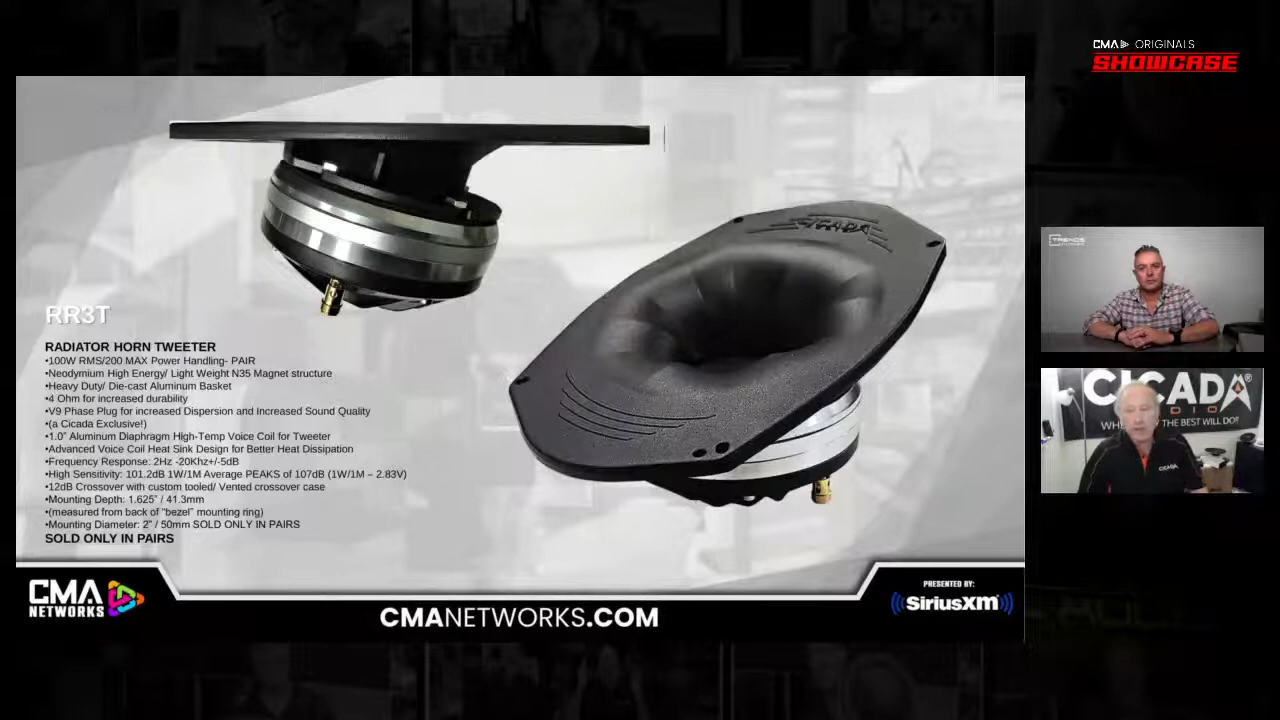 CMA ORIGINALS
SHOWCASE
CICADA
RR3T
RADIATOR HORN TWEETER
•100W RMS/200 MAX Power Handling- PAIR
•Neodymium High Energy/ Light Weight N35 Magnet structure
•Heavy Duty/ Die-cast Aluminum Basket
•4 Ohm for increased durability
•V9 Phase Plug for increased Dispersion and Increased Sound Quality
•(a Cicada Exclusive!)
•1.0" Aluminum Diaphragm High-Temp Voice Coil for Tweeter
•Advanced Voice Coil Heat Sink Design for Better Heat Dissipation
•Frequency Response: 2Hz -20Khz+/-5dB
•High Sensitivity: 101.2dB 1W/1M Average PEAKS of 107dB (1W/1M – 2.83V)
•12dB Crossover with custom tooled/ Vented crossover case
•Mounting Depth: 1.625" / 41.3mm
•(measured from back of "bezel" mounting ring)
•Mounting Diameter: 2" / 50mm SOLD ONLY IN PAIRS
SOLD ONLY IN PAIRS
TRENDS
CICADA®
DIO
WHE THE BEST WILL DO!!
CICADA
CMA
NETWORKS
CMANETWORKS.COM
PRESENTED BY:
SiriusXM